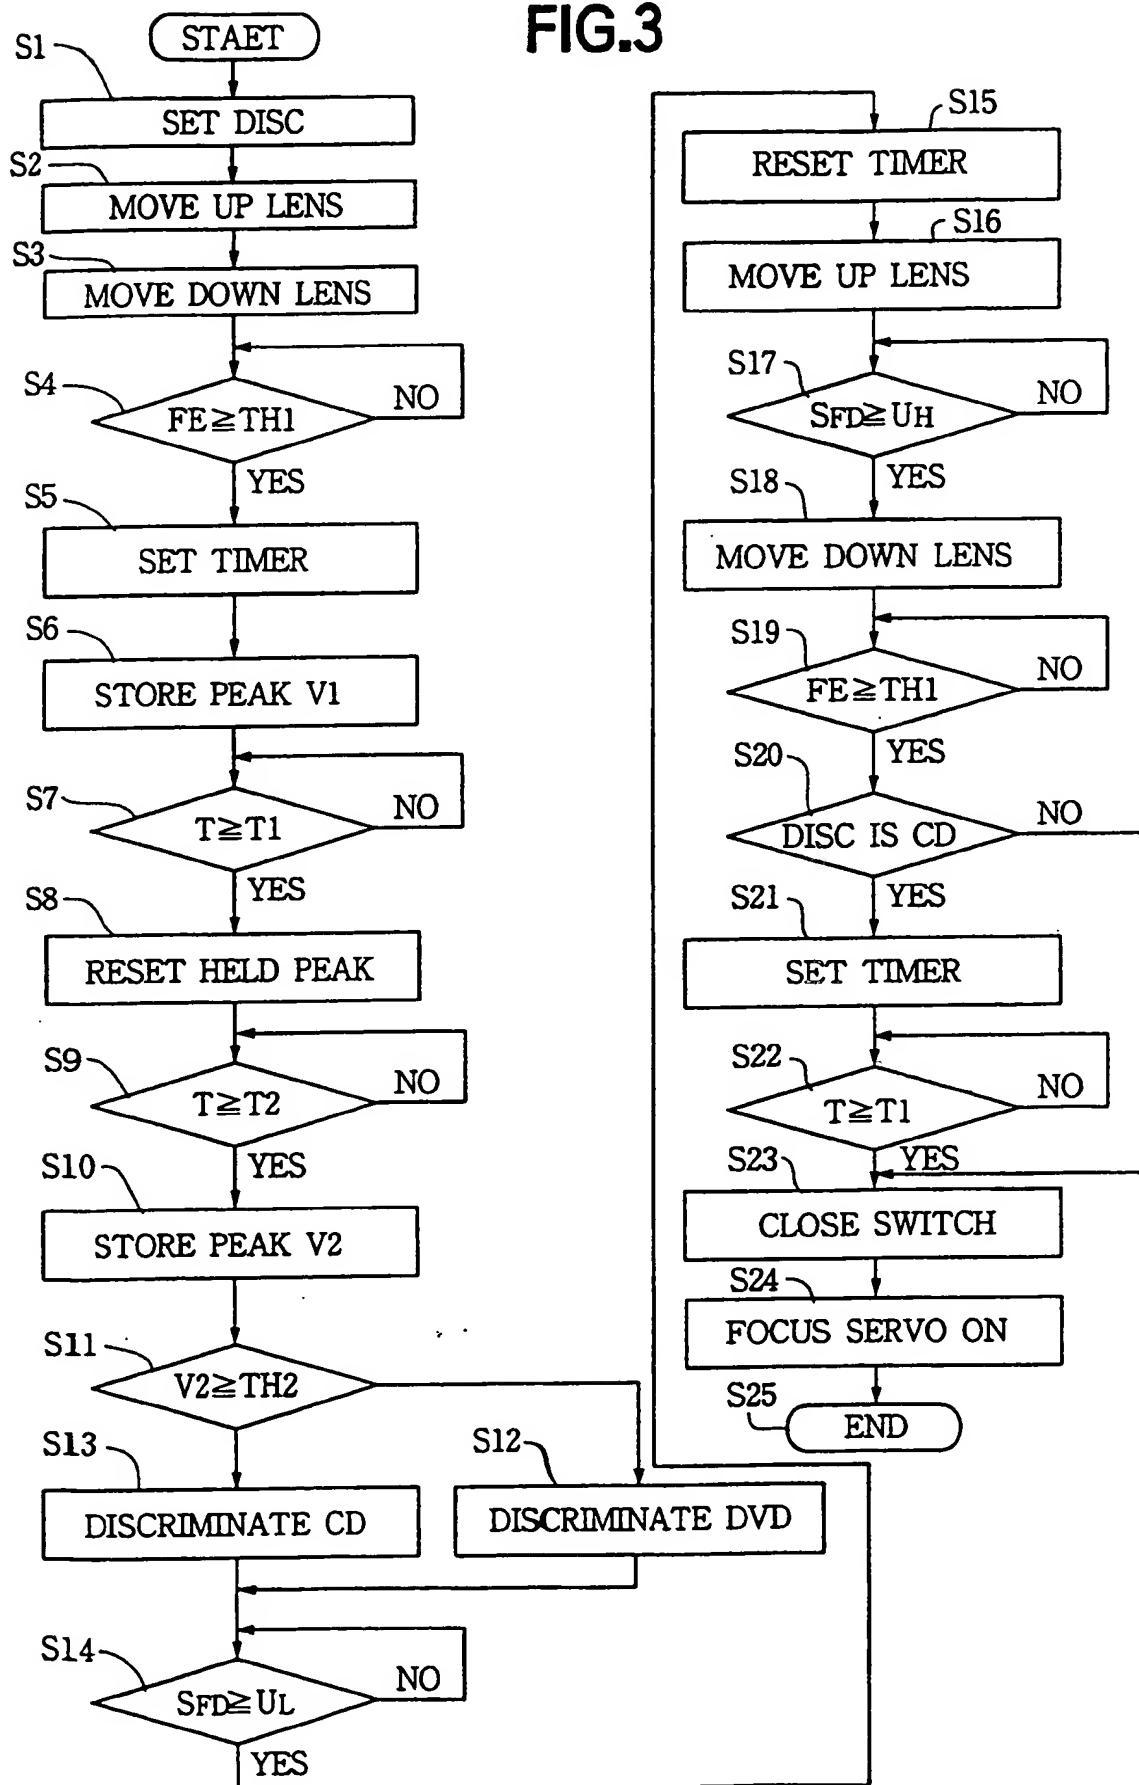 FIG.3
STAET
S1
SET DISC
S2
MOVE UP LENS
S3
MOVE DOWN LENS
S4
FE≧TH1
NO
YES
S5
SET TIMER
S6
STORE PEAK V1
S7
T≧T1
NO
YES
S8
RESET HELD PEAK
S9
T≧T2
NO
YES
S10
STORE PEAK V2
S11
V2≧TH2
S13
DISCRIMINATE CD
S12
DISCRIMINATE DVD
S14
SFD≧UL
NO
YES
S15
RESET TIMER
S16
MOVE UP LENS
S17
SFD≧UH
NO
YES
S18
MOVE DOWN LENS
S19
FE≧TH1
NO
YES
S20
DISC IS CD
NO
YES
S21
SET TIMER
S22
T≧T1
NO
YES
S23
CLOSE SWITCH
S24
FOCUS SERVO ON
S25
END